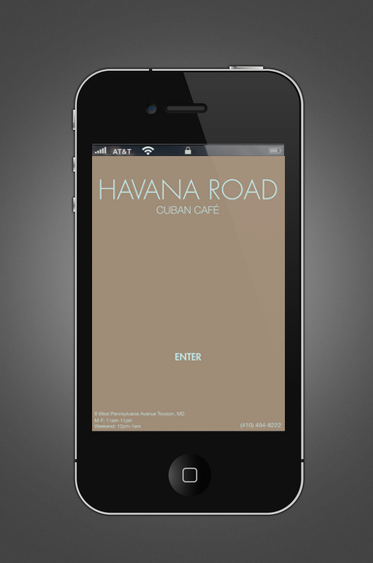 AT&T
HAVANA ROAD
CUBAN CAFÉ
ENTER
8 West Pennsylvania Avenue Towson, MD
M-F: 11am-11pm
Weekend: 12pm-1am
(410) 494-8222